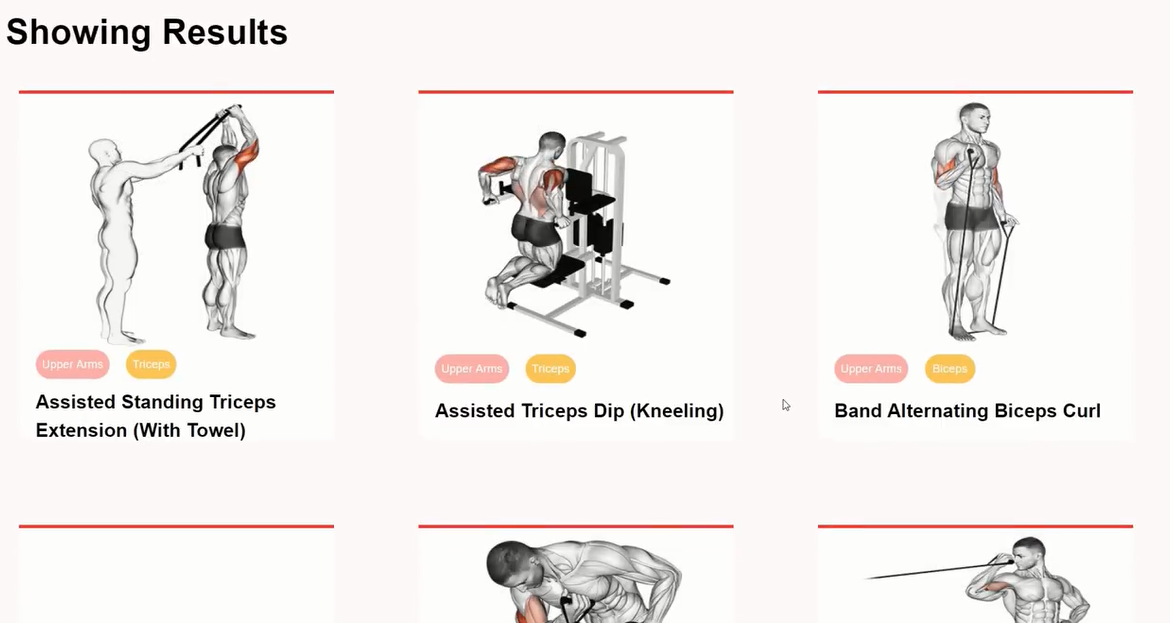 Showing Results
Upper Arms Triceps
Assisted Standing Triceps
Extension (With Towel)
Upper Arms Triceps
Assisted Triceps Dip (Kneeling)
Upper Arms Biceps
Band Alternating Biceps Curl